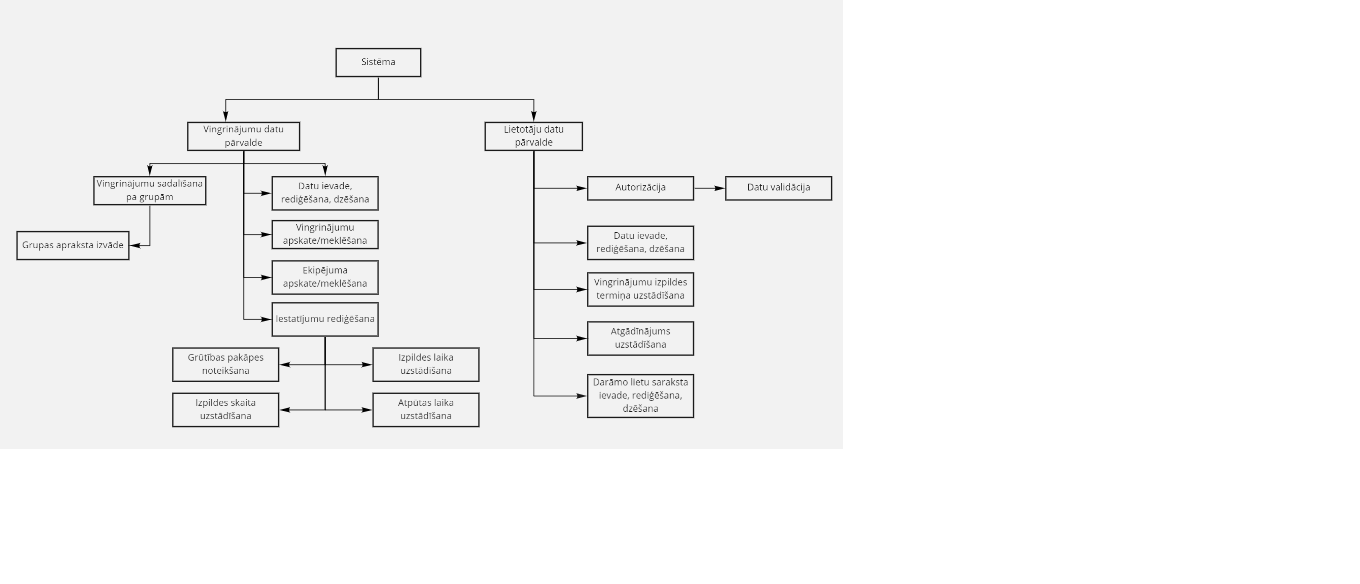 Sistēma
Vingrinājumu datu
pārvalde
Lietotāju datu
pārvalde
Vingrinājumu sadalīšana
pa grupām
Grupas apraksta izvāde
Datu ievade,
rediģēšana, dzēšana
Vingrinājumu
apskate/meklēšana
Ekipējuma
apskate/meklēšana
Iestatījumu rediģēšana
Grūtības pakāpes
noteikšana
Izpildes laika
uzstādīšana
Izpildes skaita
uzstādīšana
Atpūtas laika
uzstādīšana
Autorizācija
Datu validācija
Datu ievade,
rediģēšana, dzēšana
Vingrinājumu izpildes
termiņa uzstādīšana
Atgādīnājums
uzstādīšana
Darāmo lietu saraksta
ievade, rediģēšana,
dzēšana